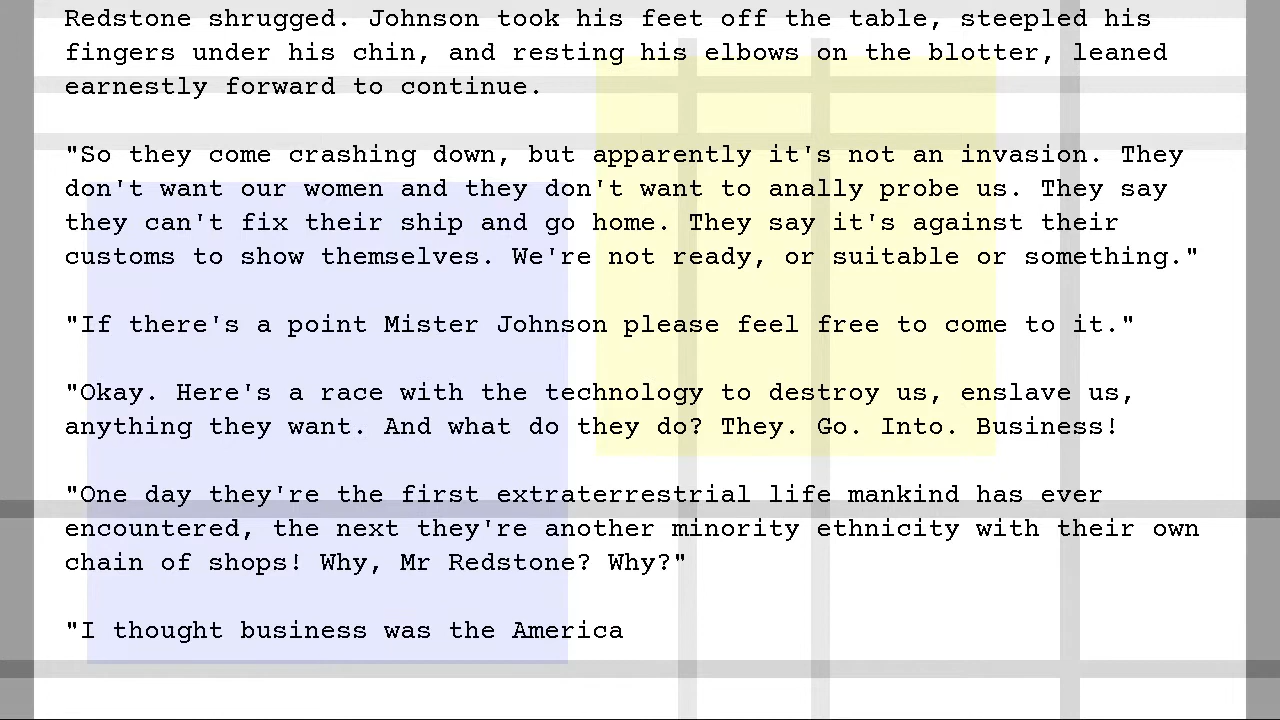 Redstone shrugged. Johnson took his feet off the table, steepled his
fingers under his chin, and resting his elbows on the blotter, leaned
earnestly forward to continue.
"So they come crashing down, but apparently it's not an invasion. They
don't want our women and they don't want to anally probe us. They say
they can't fix their ship and go home. They say it's against their
customs to show themselves. We're not ready, or suitable or something."
"If there's a point Mister Johnson please feel free to come to it."
"Okay. Here's a race with the technology to destroy us, enslave us,
anything they want. And what do they do? They. Go. Into. Business!
"One day they're the first extraterrestrial life mankind has ever
encountered, the next they're another minority ethnicity with their own
chain of shops! Why, Mr Redstone? Why?"
"I thought business was the America